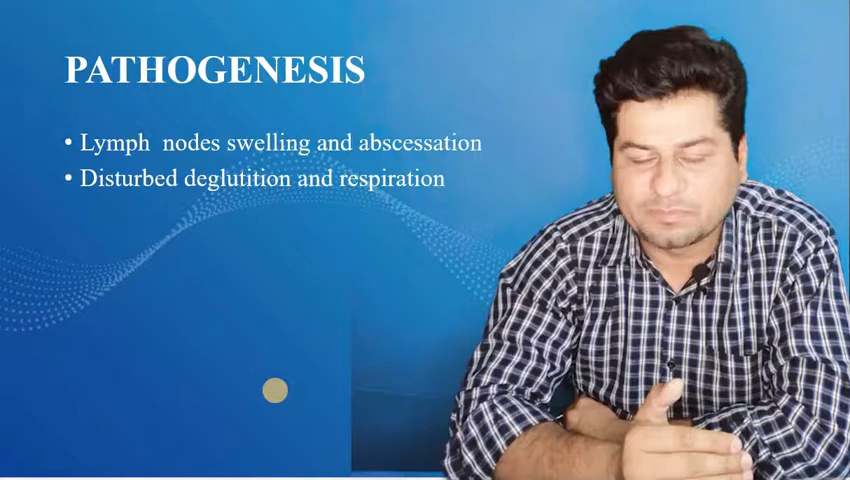 PATHOGENESIS
• Lymph  nodes swelling and abscessation
• Disturbed deglutition and respiration